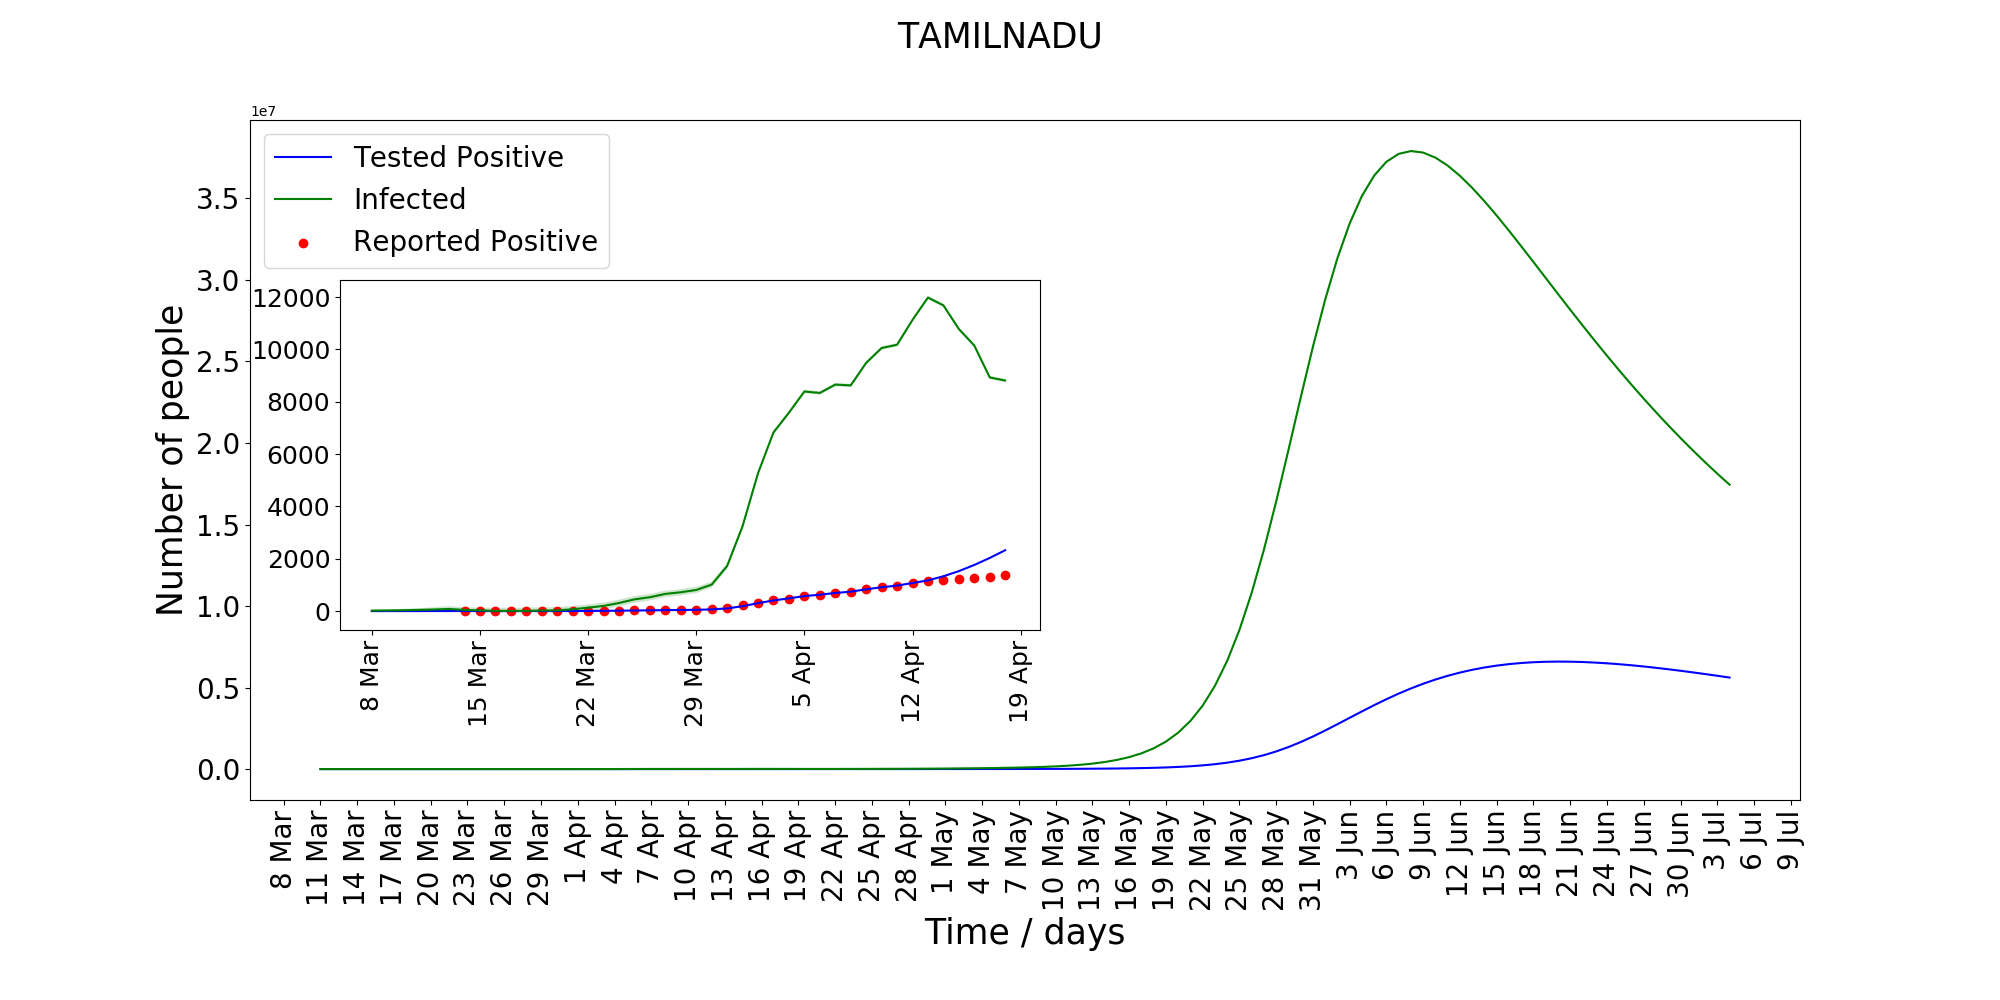 TAMILNADU
1e7
Tested Positive
Infected
Reported Positive
Number of people
3.5
3.0
2.5
2.0
1.5
1.0
0.5
0.0
12000
10000
8000
6000
4000
2000
0
8 Mar
15 Mar
22 Mar
29 Mar
5 Apr
12 Apr
19 Apr
8 Mar
11 Mar
14 Mar
17 Mar
20 Mar
23 Mar
26 Mar
29 Mar
1 Apr
4 Apr
7 Apr
10 Apr
13 Apr
16 Apr
19 Apr
22 Apr
25 Apr
28 Apr
1 May
4 May
7 May
10 May
13 May
16 May
19 May
22 May
25 May
28 May
31 May
3 Jun
6 Jun
9 Jun
12 Jun
15 Jun
18 Jun
21 Jun
24 Jun
27 Jun
30 Jun
3 Jul
6 Jul
9 Jul
Time / days